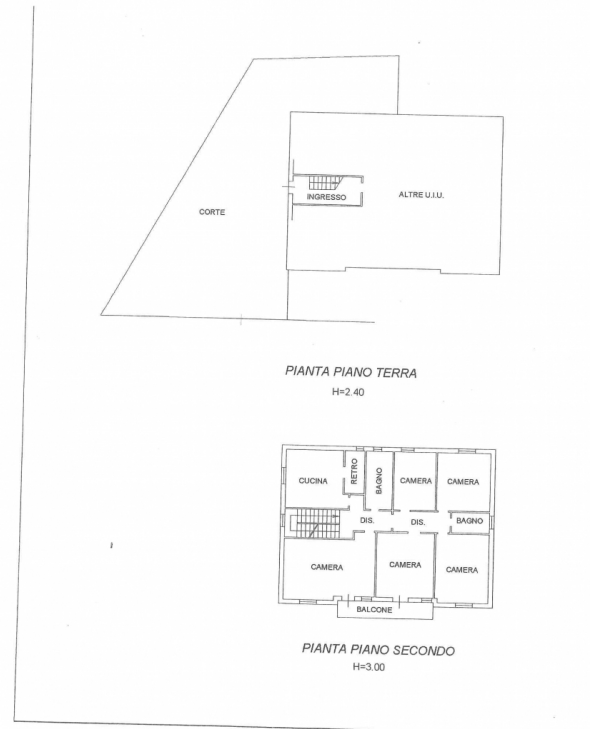 INGRESSO
ALTRE U.I.U.
CORTE
PIANTA PIANO TERRA
H=2.40
CUCINA
RETRO
BAGNO
CAMERA
CAMERA
DIS.
DIS.
BAGNO
CAMERA
CAMERA
CAMERA
BALCONE
PIANTA PIANO SECONDO
H=3.00